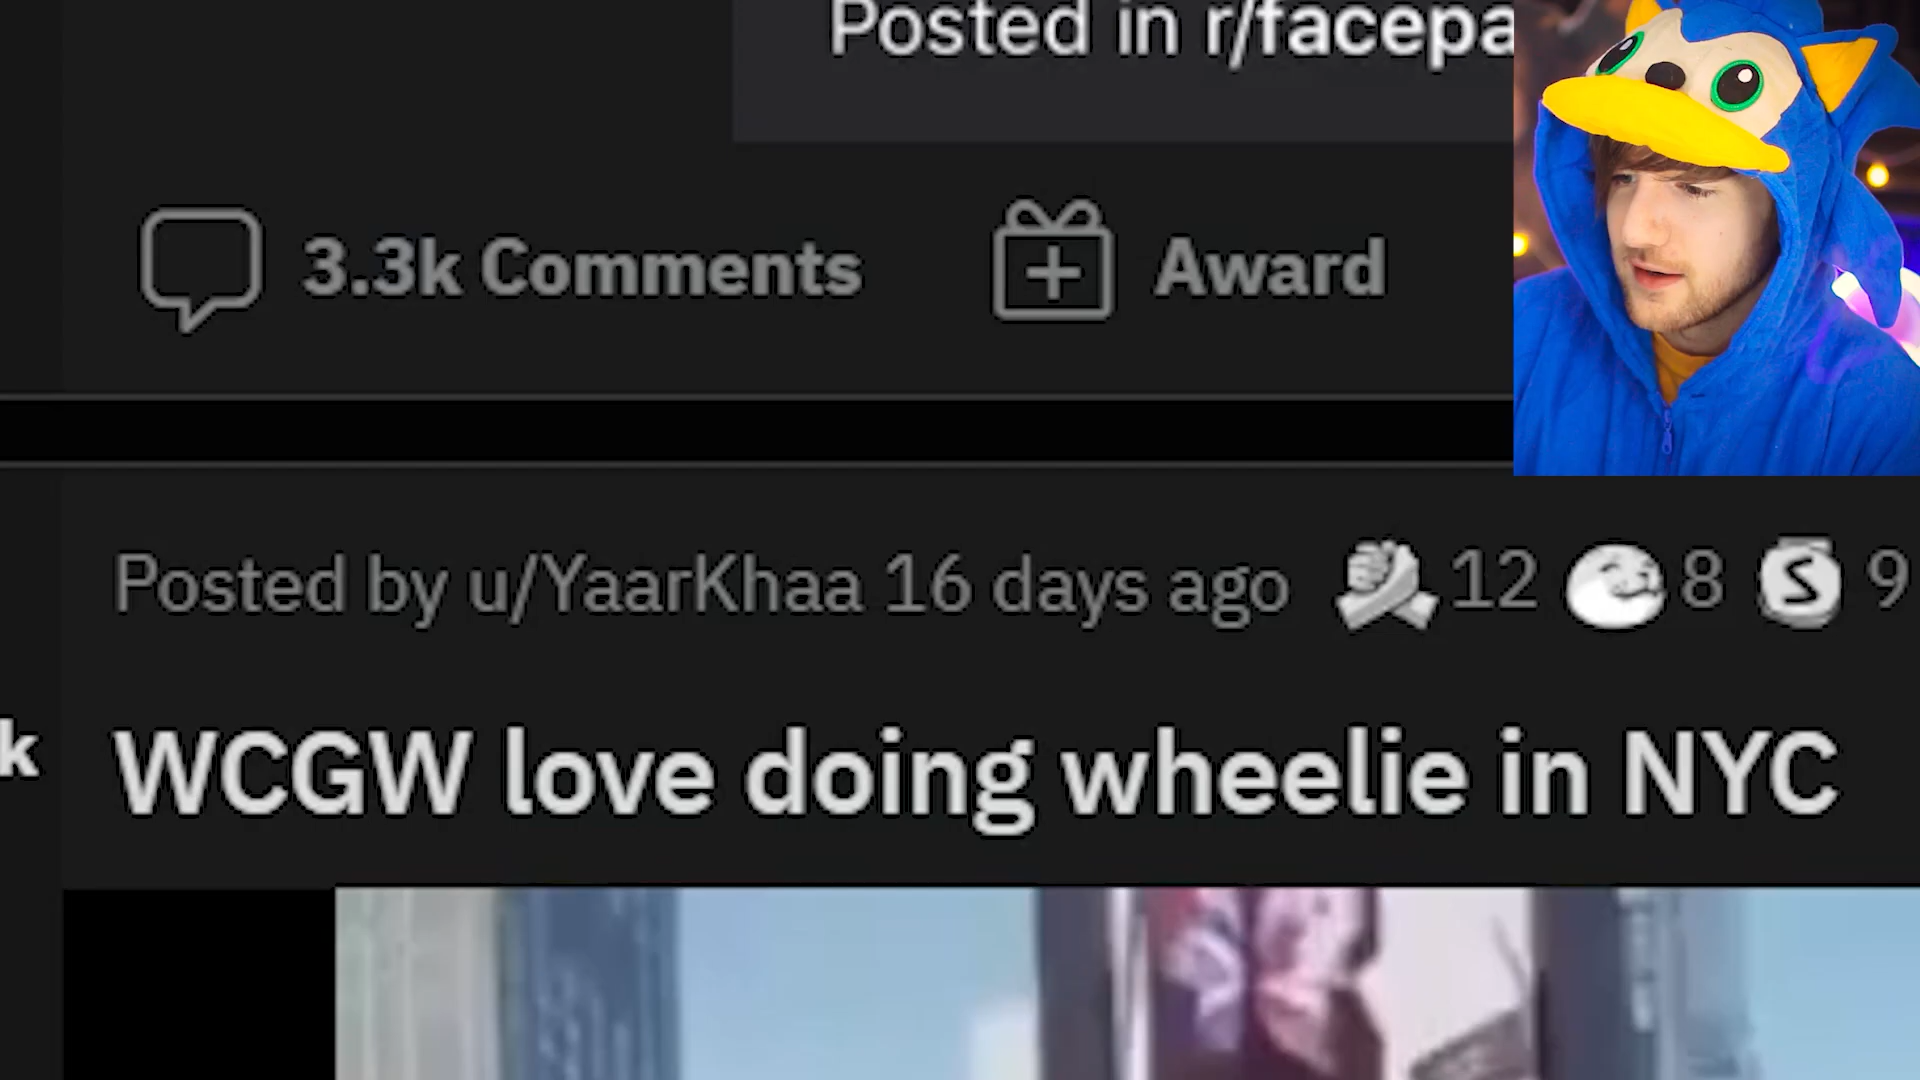 Posted in r/facepa
3.3k Comments Award
Posted by u/YaarKhaa 16 days ago 12 8 S 9
k
WCGW love doing wheelie in NYC